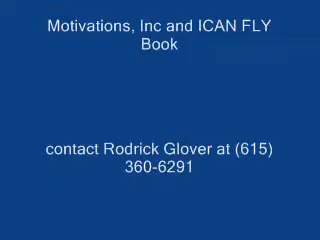 Motivations, Inc and ICAN FLY
Book
contact Rodrick Glover at (615)
360-6291